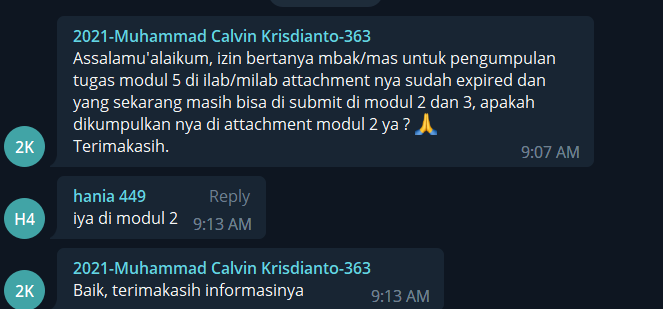 2021-Muhammad Calvin Krisdianto-363
Assalamu'alaikum, izin bertanya mbak/mas untuk pengumpulan
tugas modul 5 di ilab/milab attachment nya sudah expired dan
yang sekarang masih bisa di submit di modul 2 dan 3, apakah
dikumpulkan nya di attachment modul 2 ya ? 🙏
Terimakasih.
2K
9:07 AM
hania 449 Reply
H4
iya di modul 2 9:13 AM
2021-Muhammad Calvin Krisdianto-363
2K
Baik, terimakasih informasinya 9:13 AM